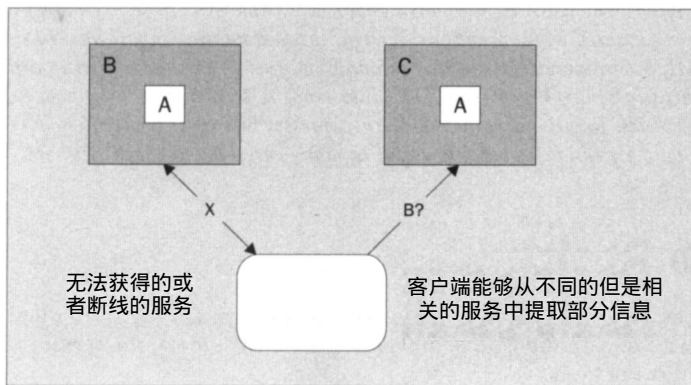 B
A
C
A
X
B?
无法获得的或
者断线的服务
客户端能够从不同的但是相
关的服务中提取部分信息